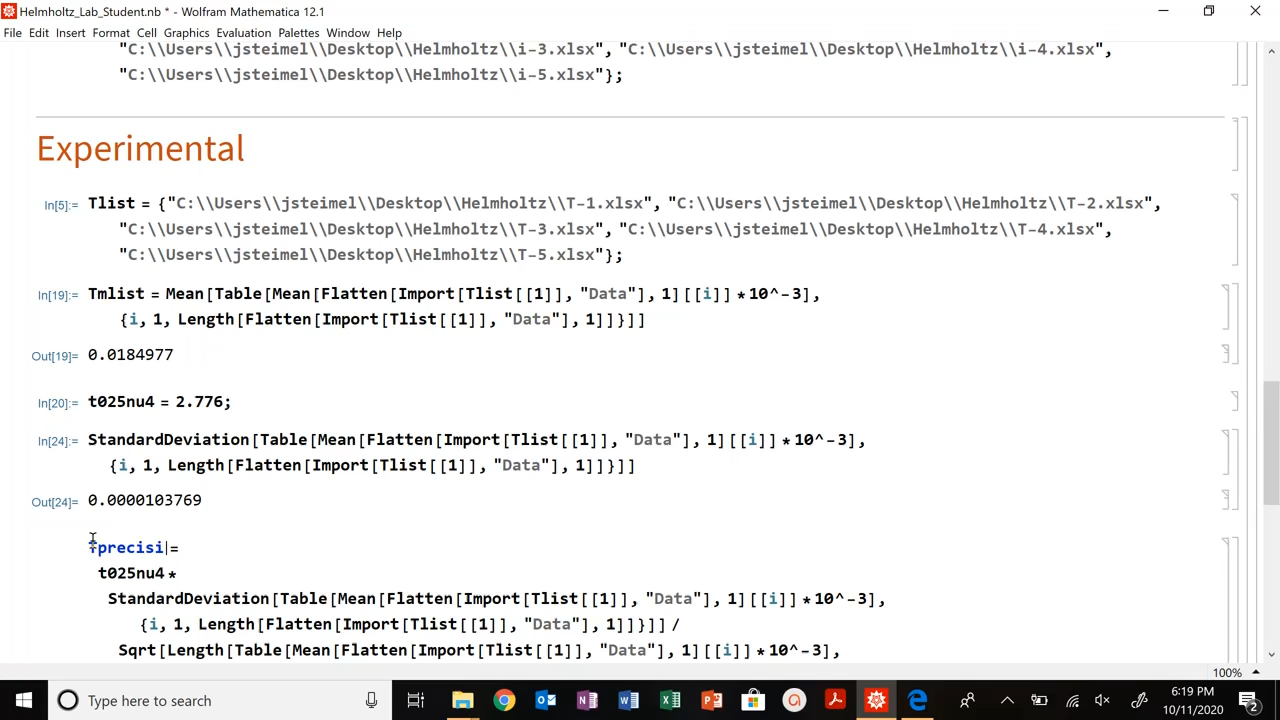 Helmholtz_Lab_Student.nb * - Wolfram Mathematica 12.1
File Edit Insert Format Cell Graphics Evaluation Palettes Window Help
"C:\\Users\\jsteimel\\Desktop\\Helmholtz\\i-3.xlsx", "C:\\Users\\jsteimel\\Desktop\\Helmholtz\\i-4.xlsx",
"C:\\Users\\jsteimel\\Desktop\\Helmholtz\\i-5.xlsx"};
Experimental
In[5]:= Tlist = {"C:\\Users\\jsteimel\\Desktop\\Helmholtz\\T-1.xlsx", "C:\\Users\\jsteimel\\Desktop\\Helmholtz\\T-2.xlsx",
"C:\\Users\\jsteimel\\Desktop\\Helmholtz\\T-3.xlsx", "C:\\Users\\jsteimel\\Desktop\\Helmholtz\\T-4.xlsx",
"C:\\Users\\jsteimel\\Desktop\\Helmholtz\\T-5.xlsx"};
In[19]:= Tmlist = Mean[Table[Mean[Flatten[Import[Tlist[[1]], "Data"], 1][[i]] * 10^-3],
{i, 1, Length[Flatten[Import[Tlist[[1]], "Data"], 1]]}]]
Out[19]= 0.0184977
In[20]:= t025nu4 = 2.776;
In[24]:= StandardDeviation[Table[Mean[Flatten[Import[Tlist[[1]], "Data"], 1][[i]] * 10^-3],
{i, 1, Length[Flatten[Import[Tlist[[1]], "Data"], 1]]}]]
Out[24]= 0.0000103769
Tprecisi =
t025nu4 *
StandardDeviation[Table[Mean[Flatten[Import[Tlist[[1]], "Data"], 1][[i]] * 10^-3],
{i, 1, Length[Flatten[Import[Tlist[[1]], "Data"], 1]]}]] /
Sqrt[Length[Table[Mean[Flatten[Import[Tlist[[1]], "Data"], 1][[i]] * 10^-3],
100%
Type here to search
6:19 PM
10/11/2020
2